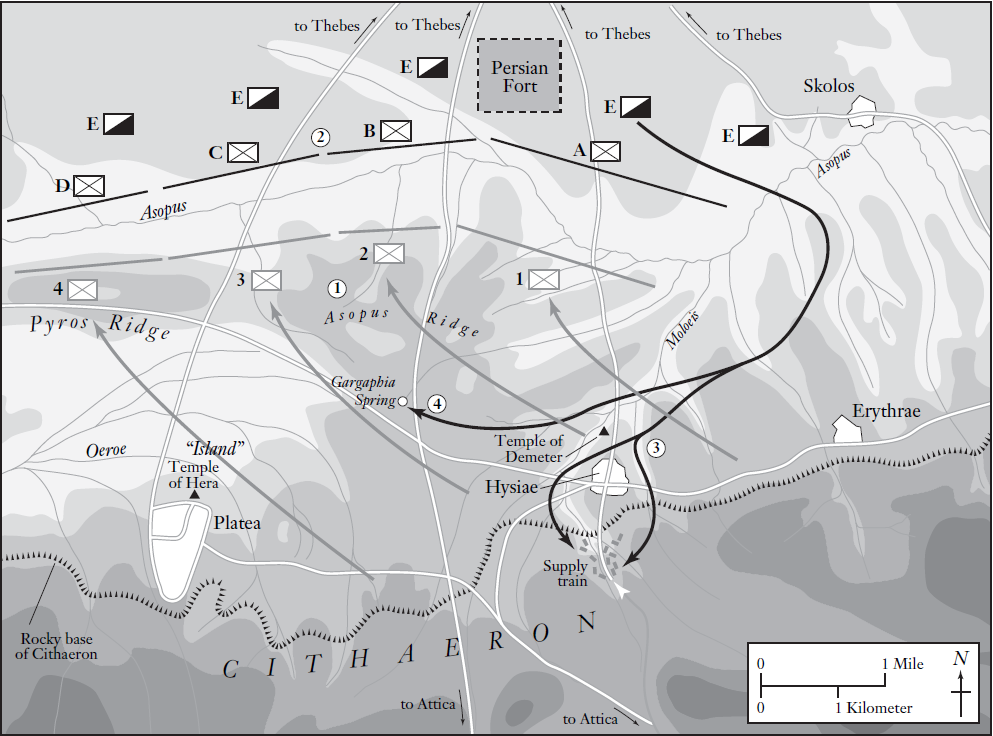 to Thebes
to Thebes
to Thebes
to Thebes
E
Persian
Fort
Skolos
E
E
E
E
2
B
C
A
D
Asopus
Asopus
2
3
1
1
4
Asopus
Ridge
Pyros Ridge
Moloeis
Gargaphia
Spring
4
Erythrae
Oeroe
"Island"
Temple of
Demeter
3
Temple
of Hera
Hysiae
Platea
Supply
train
Rocky base
of Cithaeron
CITHAERON
to Attica
to Attica
0
1 Mile
N
0
1 Kilometer